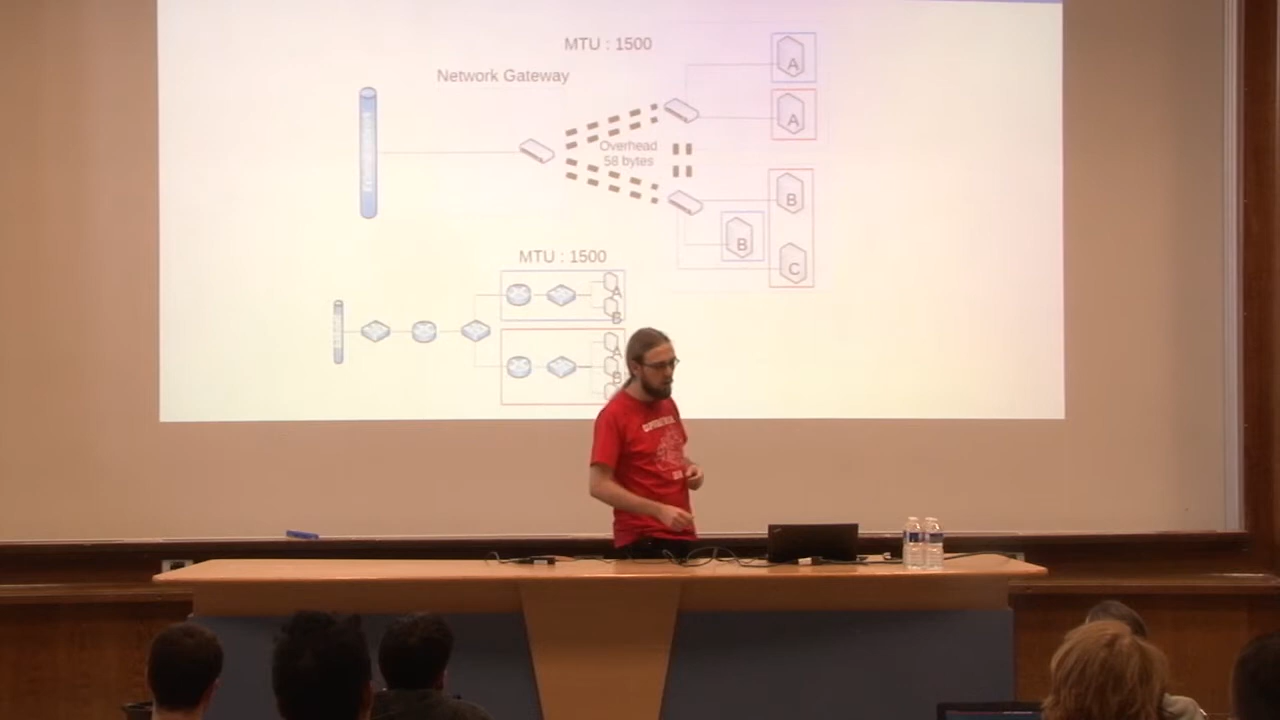 MTU : 1500
Network Gateway
A
A
Overhead
58 bytes
B
B
C
MTU : 1500
A
B
A
B